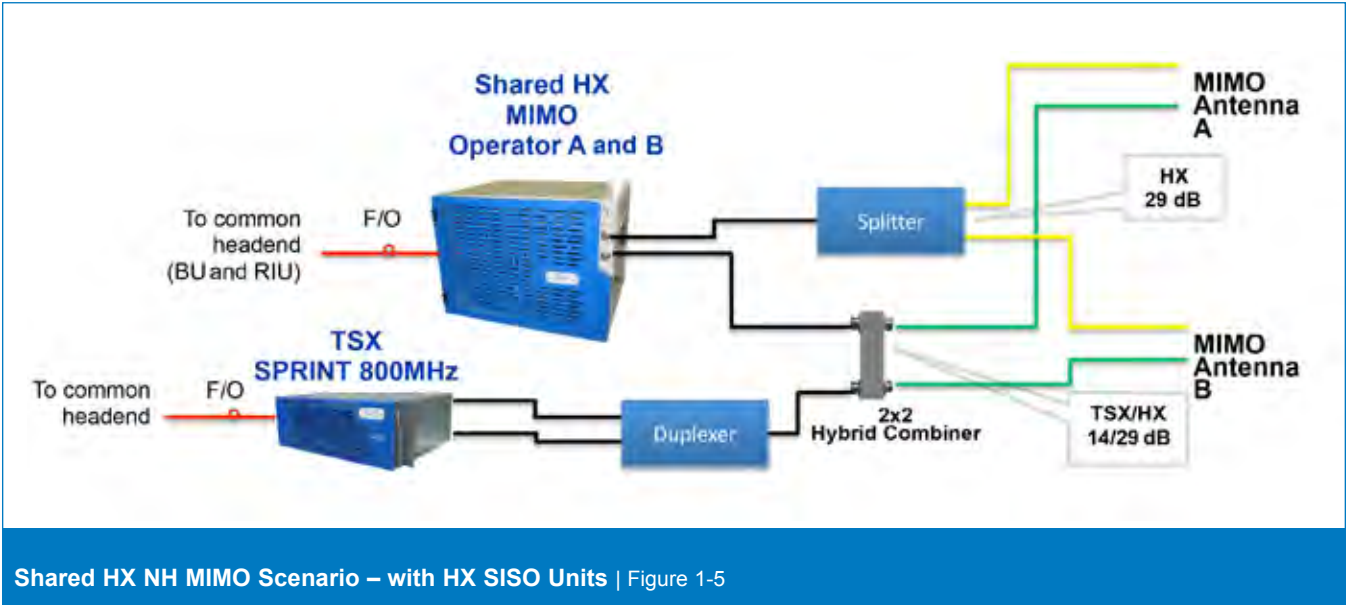 Shared HX
MIMO
Operator A and B
MIMO
Antenna
A
HX
29 dB
To common
headend
(BU and RIU)
F/O
Splitter
TSX
SPRINT 800MHz
MIMO
Antenna
B
To common
headend
F/O
Duplexer
2x2
Hybrid Combiner
TSX/HX
14/29 dB
Shared HX NH MIMO Scenario – with HX SISO Units | Figure 1-5